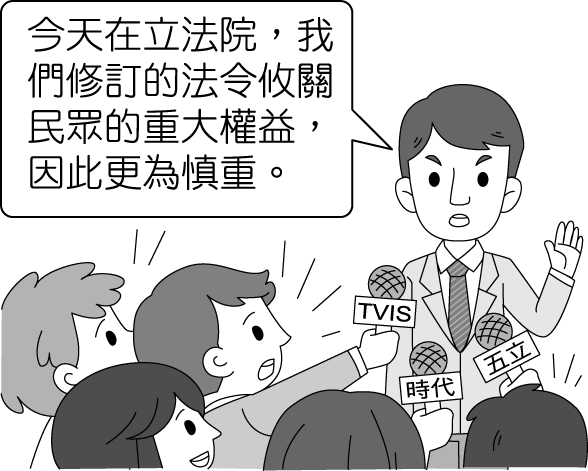 今天在立法院，我
們修訂的法令攸關
民眾的重大權益，
因此更為慎重。
TVIS
五立
時代